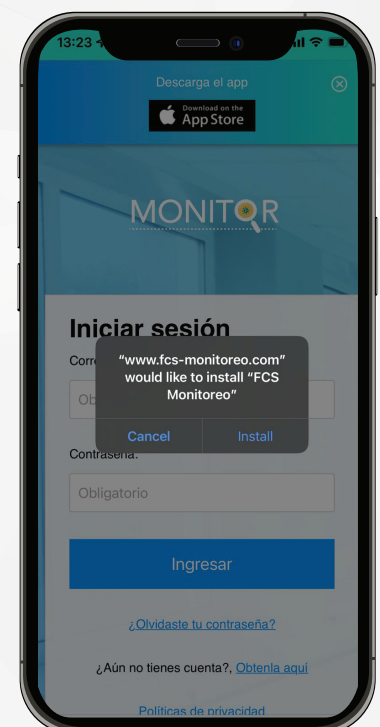 13:23
Descarga el app
Download on the
App Store
MONITOR
Iniciar sesión
Corre
"www.fcs-monitoreo.com"
would like to install "FCS
Monitoreo"
Ob
Cancel Install
Contraseña:
Obligatorio
Ingresar
¿Olvidaste tu contraseña?
¿Aún no tienes cuenta?, Obtenla aquí
Políticas de privacidad